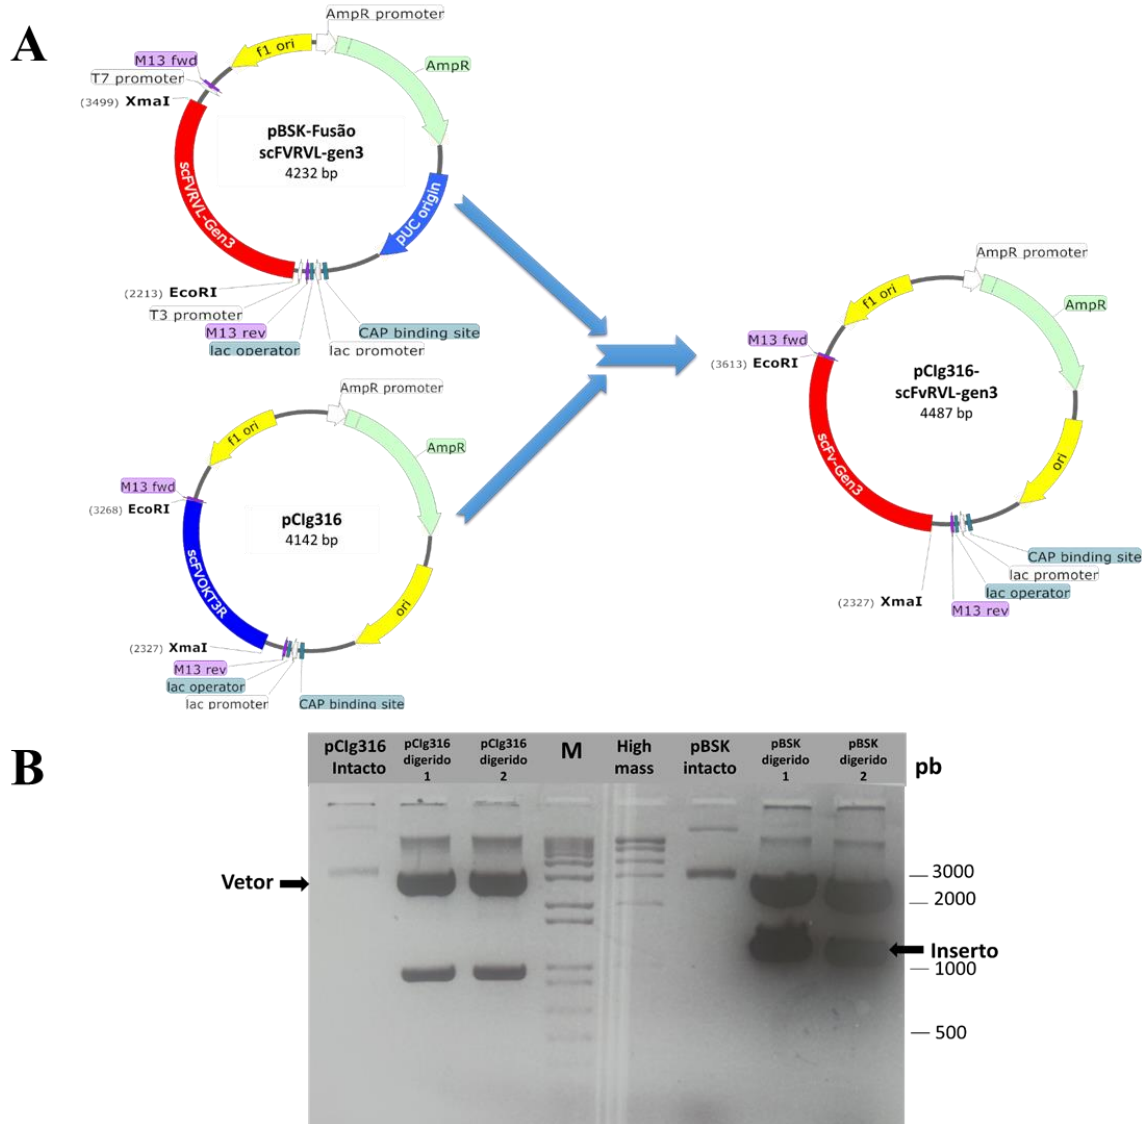 A
AmpR promoter
f1 ori
M13 fwd
AmpR
T7 promoter
(3499) XmaI
pBSK-Fusão
scFVRVL-gen3
4232 bp
scFVRVL-Gen3
pUC origin
(2213) EcoRI
T3 promoter
M13 rev
CAP binding site
lac operator
lac promoter
AmpR promoter
f1 ori
AmpR
M13 fwd
(3613) EcoRI
pCIg316-
scFvRVL-gen3
4487 bp
scFv-Gen3
ori
CAP binding site
lac promoter
lac operator
(2327) XmaI
M13 rev
AmpR promoter
f1 ori
AmpR
M13 fwd
(3268) EcoRI
pCIg316
4142 bp
scFVOKT3R
ori
(2327) XmaI
M13 rev
lac operator
lac promoter
CAP binding site
B
pCIg316
Intacto
pCIg316
digerido
1
pCIg316
digerido
2
M
High
mass
pBSK
intacto
pBSK
digerido
1
pBSK
digerido
2
pb
Vetor
3000
2000
Inserto
1000
500